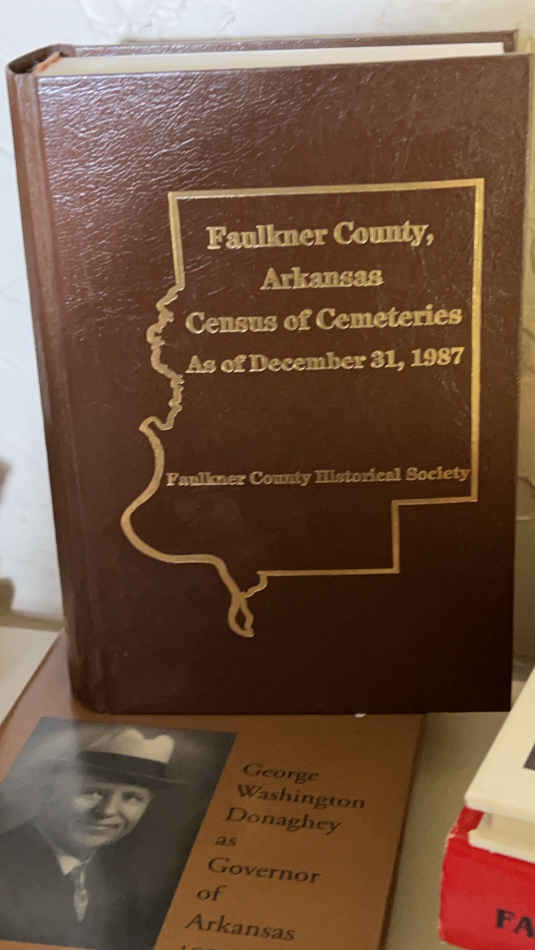 Faulkner County,
Arkansas
Census of Cemeteries
As of December 31, 1987
Faulkner County Historical Society
George
Washington
Donaghey
as
Governor
of
Arkansas
FA